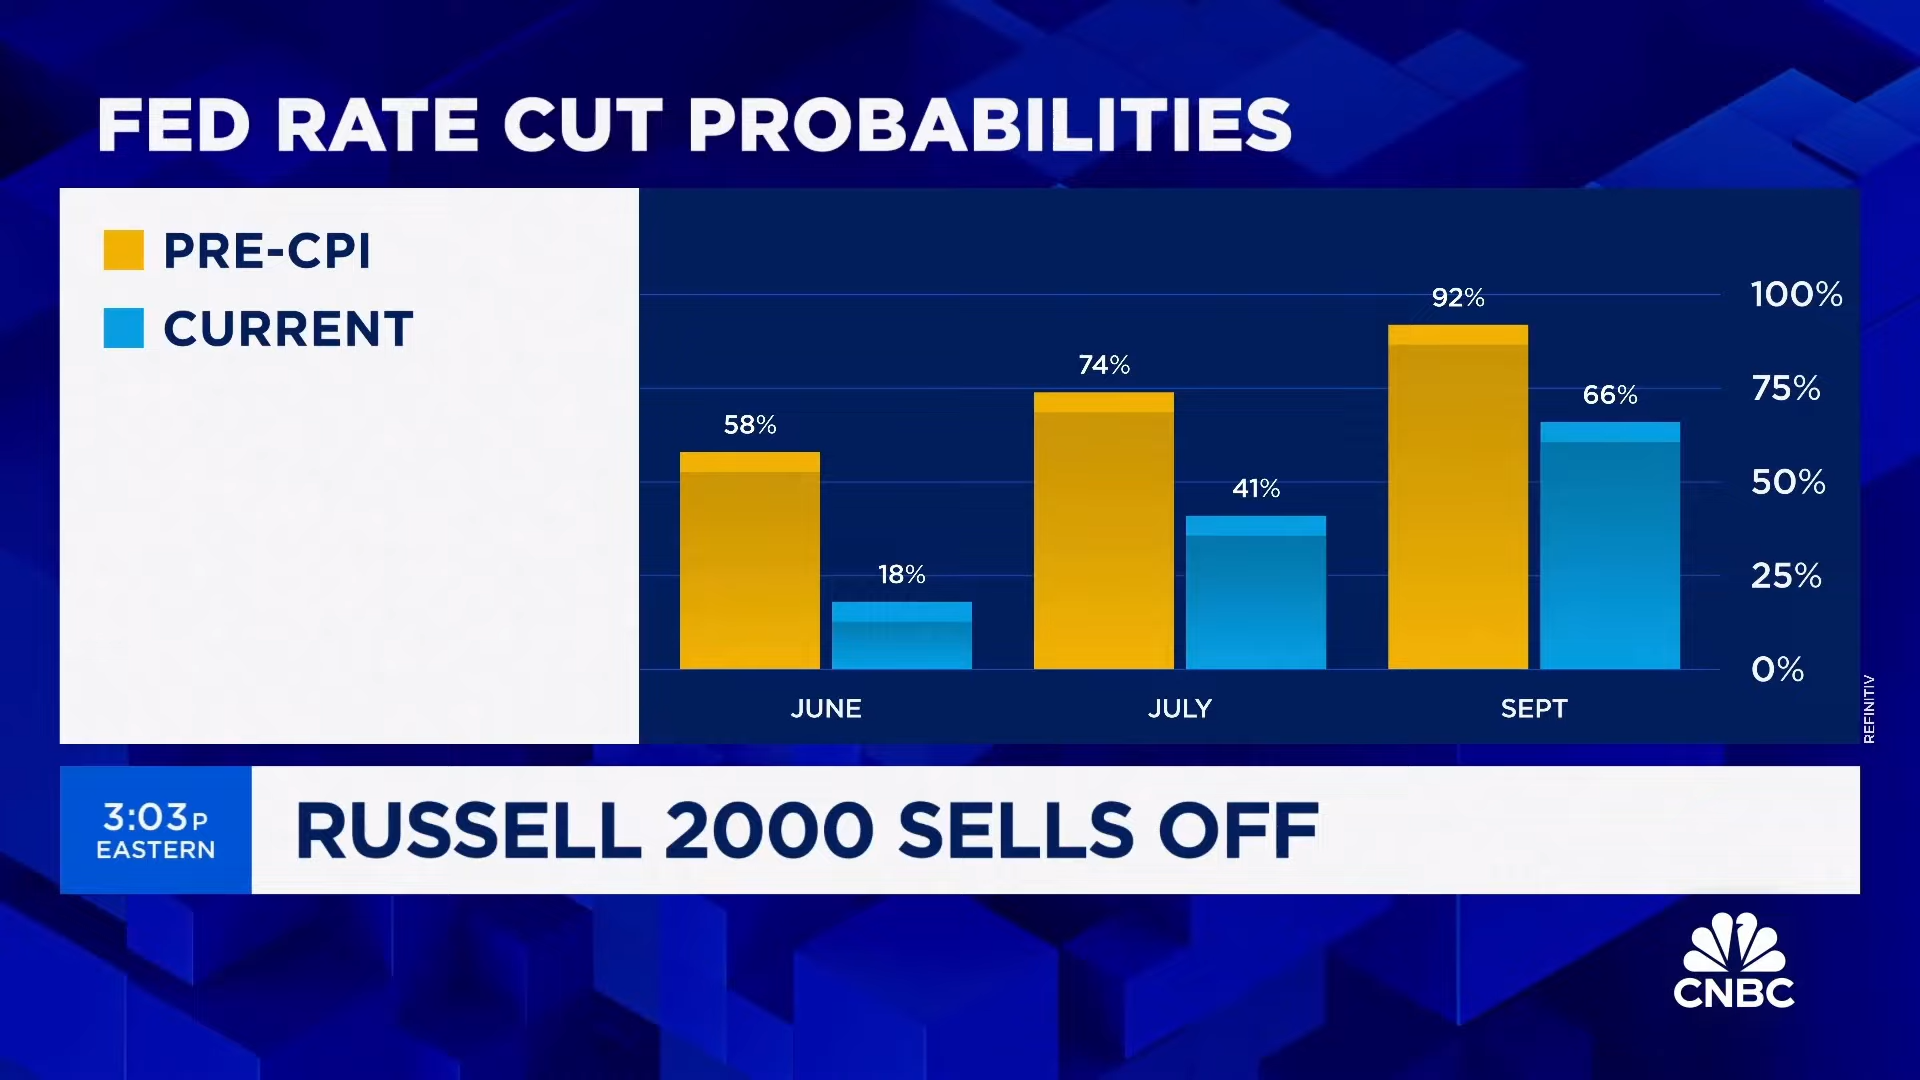 FED RATE CUT PROBABILITIES
PRE-CPI
CURRENT
58%
18%
74%
41%
92%
66%
100%
75%
50%
25%
0%
JUNE
JULY
SEPT
REFINITIV
3:03P
EASTERN
RUSSELL 2000 SELLS OFF
CNBC